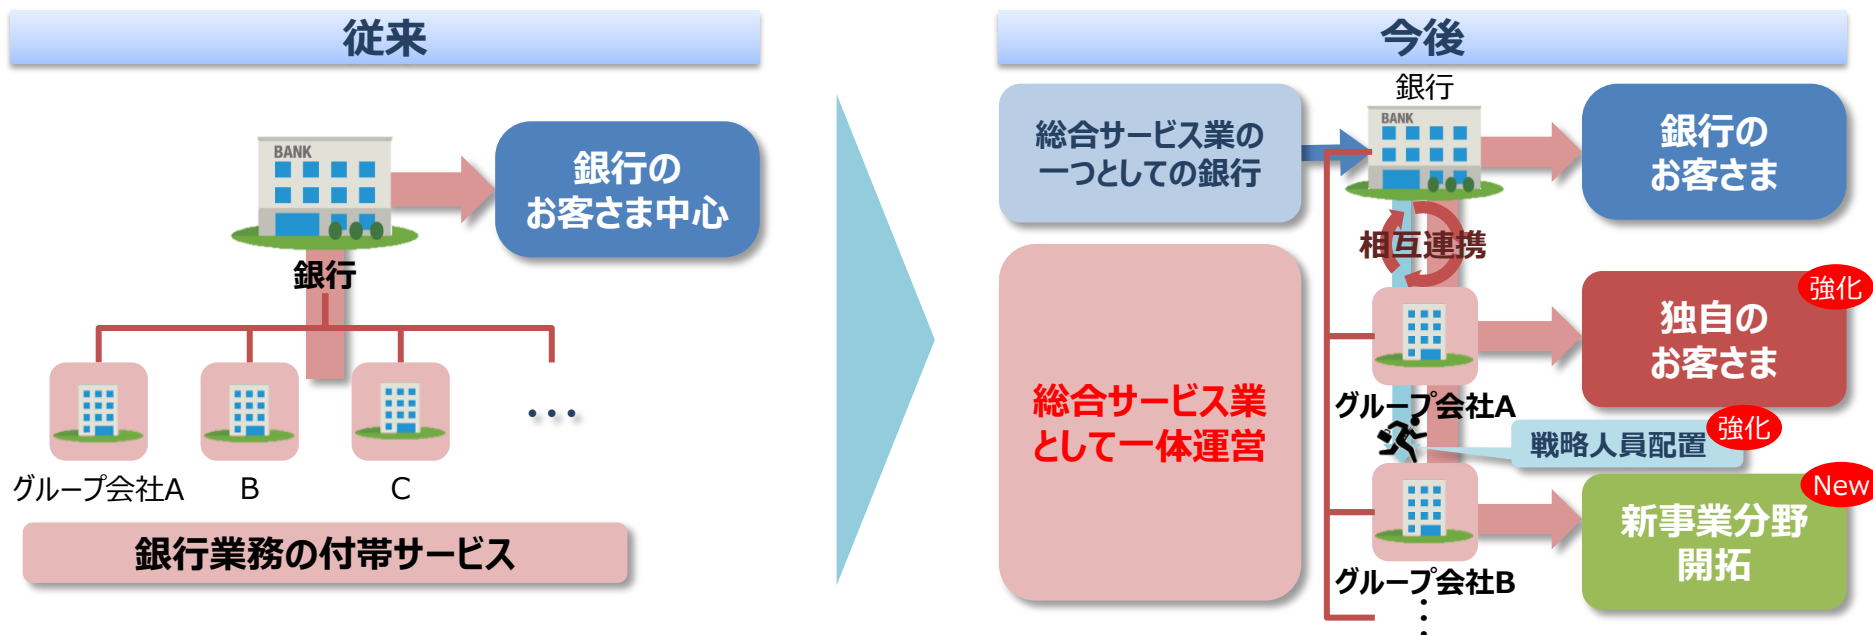 従来
BANK
銀行の
お客さま中心
銀行
・・・
グループ会社A
B
C
銀行業務の付帯サービス
今後
総合サービス業の
一つとしての銀行
銀行
BANK
銀行の
お客さま
相互連携
総合サービス業
として一体運営
強化
独自の
お客さま
グループ会社A
強化
戦略人員配置
New
新事業分野
開拓
グループ会社B
⋮